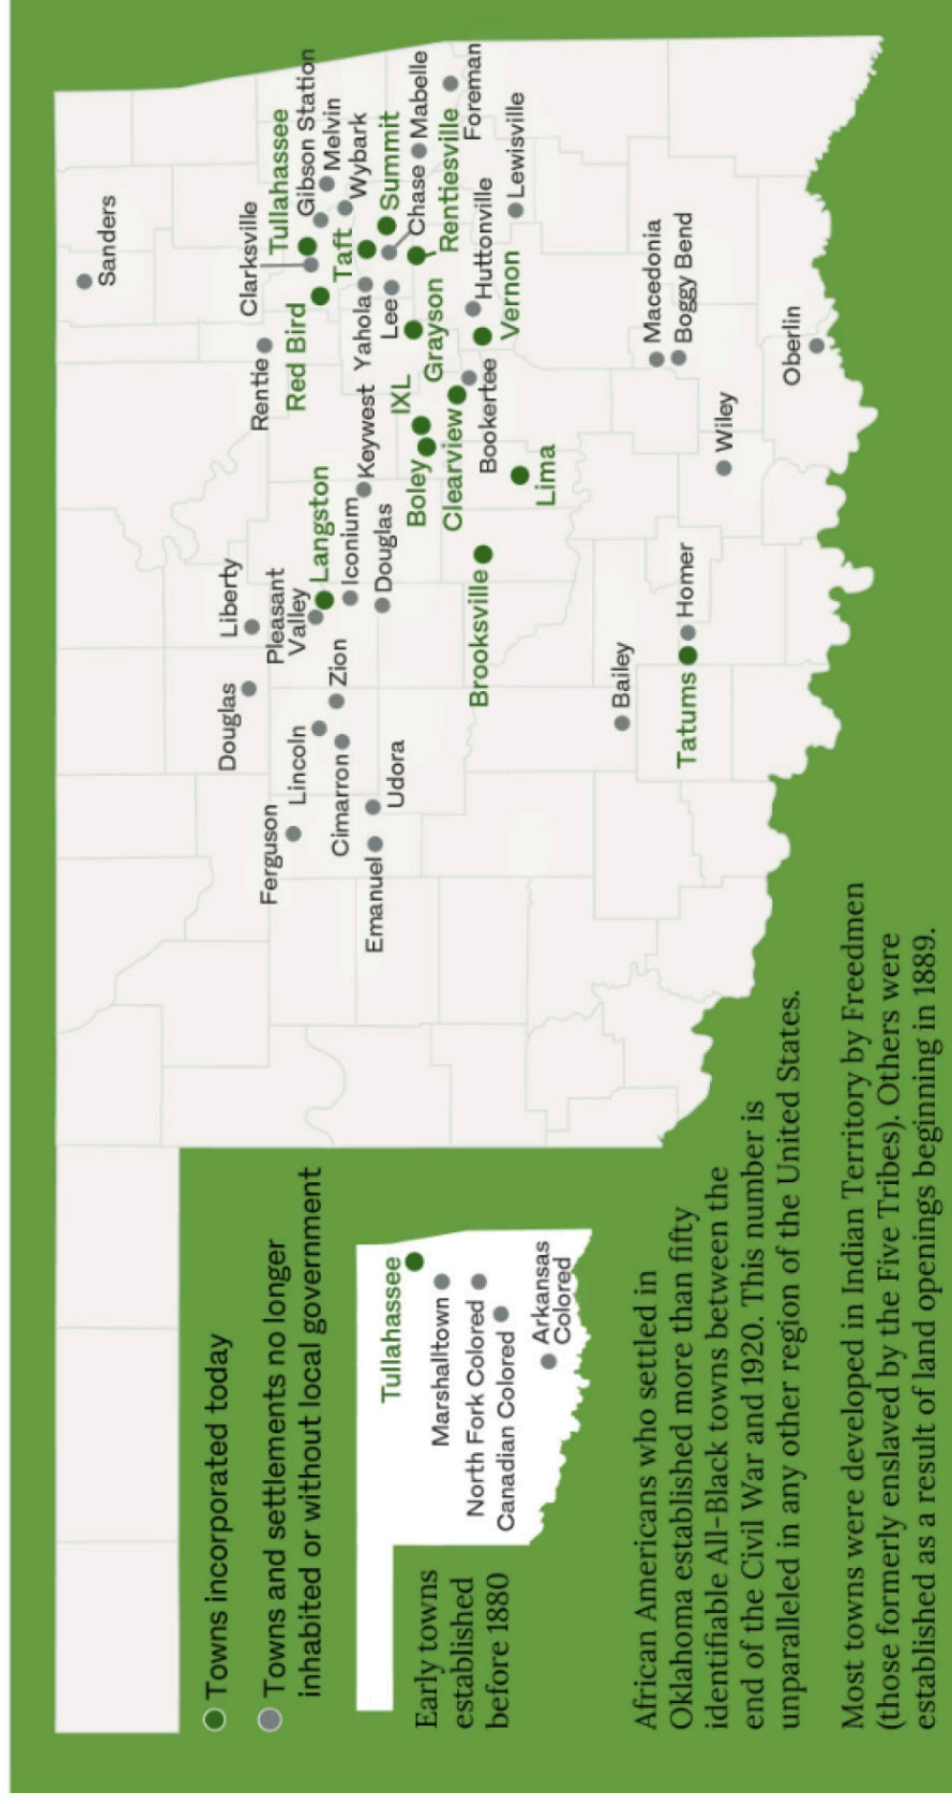 Sanders
Clarksville
Tullahassee
Gibson Station
Melvin
Wybark
Rentie
Red Bird
Taft
Summit
Yahola
Lee
Chase
Mabelle
Foreman
Rentiesville
Grayson
Huttonville
Lewisville
Vernon
Liberty
Pleasant
Valley
Langston
Iconium
Keywest
Douglas
IXL
Boley
Clearview
Bookertee
Lima
Douglas
Lincoln
Zion
Cimarron
Ferguson
Udora
Emanuel
Brooksville
Macedonia
Boggy Bend
Oberlin
Wiley
Bailey
Homer
Tatums
Towns incorporated today
Towns and settlements no longer
inhabited or without local government
Tullahassee
Marshalltown
North Fork Colored
Canadian Colored
Arkansas
Colored
Early towns
established
before 1880
African Americans who settled in
Oklahoma established more than fifty
identifiable All-Black towns between the
end of the Civil War and 1920. This number is
unparalleled in any other region of the United States.
Most towns were developed in Indian Territory by Freedmen
(those formerly enslaved by the Five Tribes). Others were
established as a result of land openings beginning in 1889.